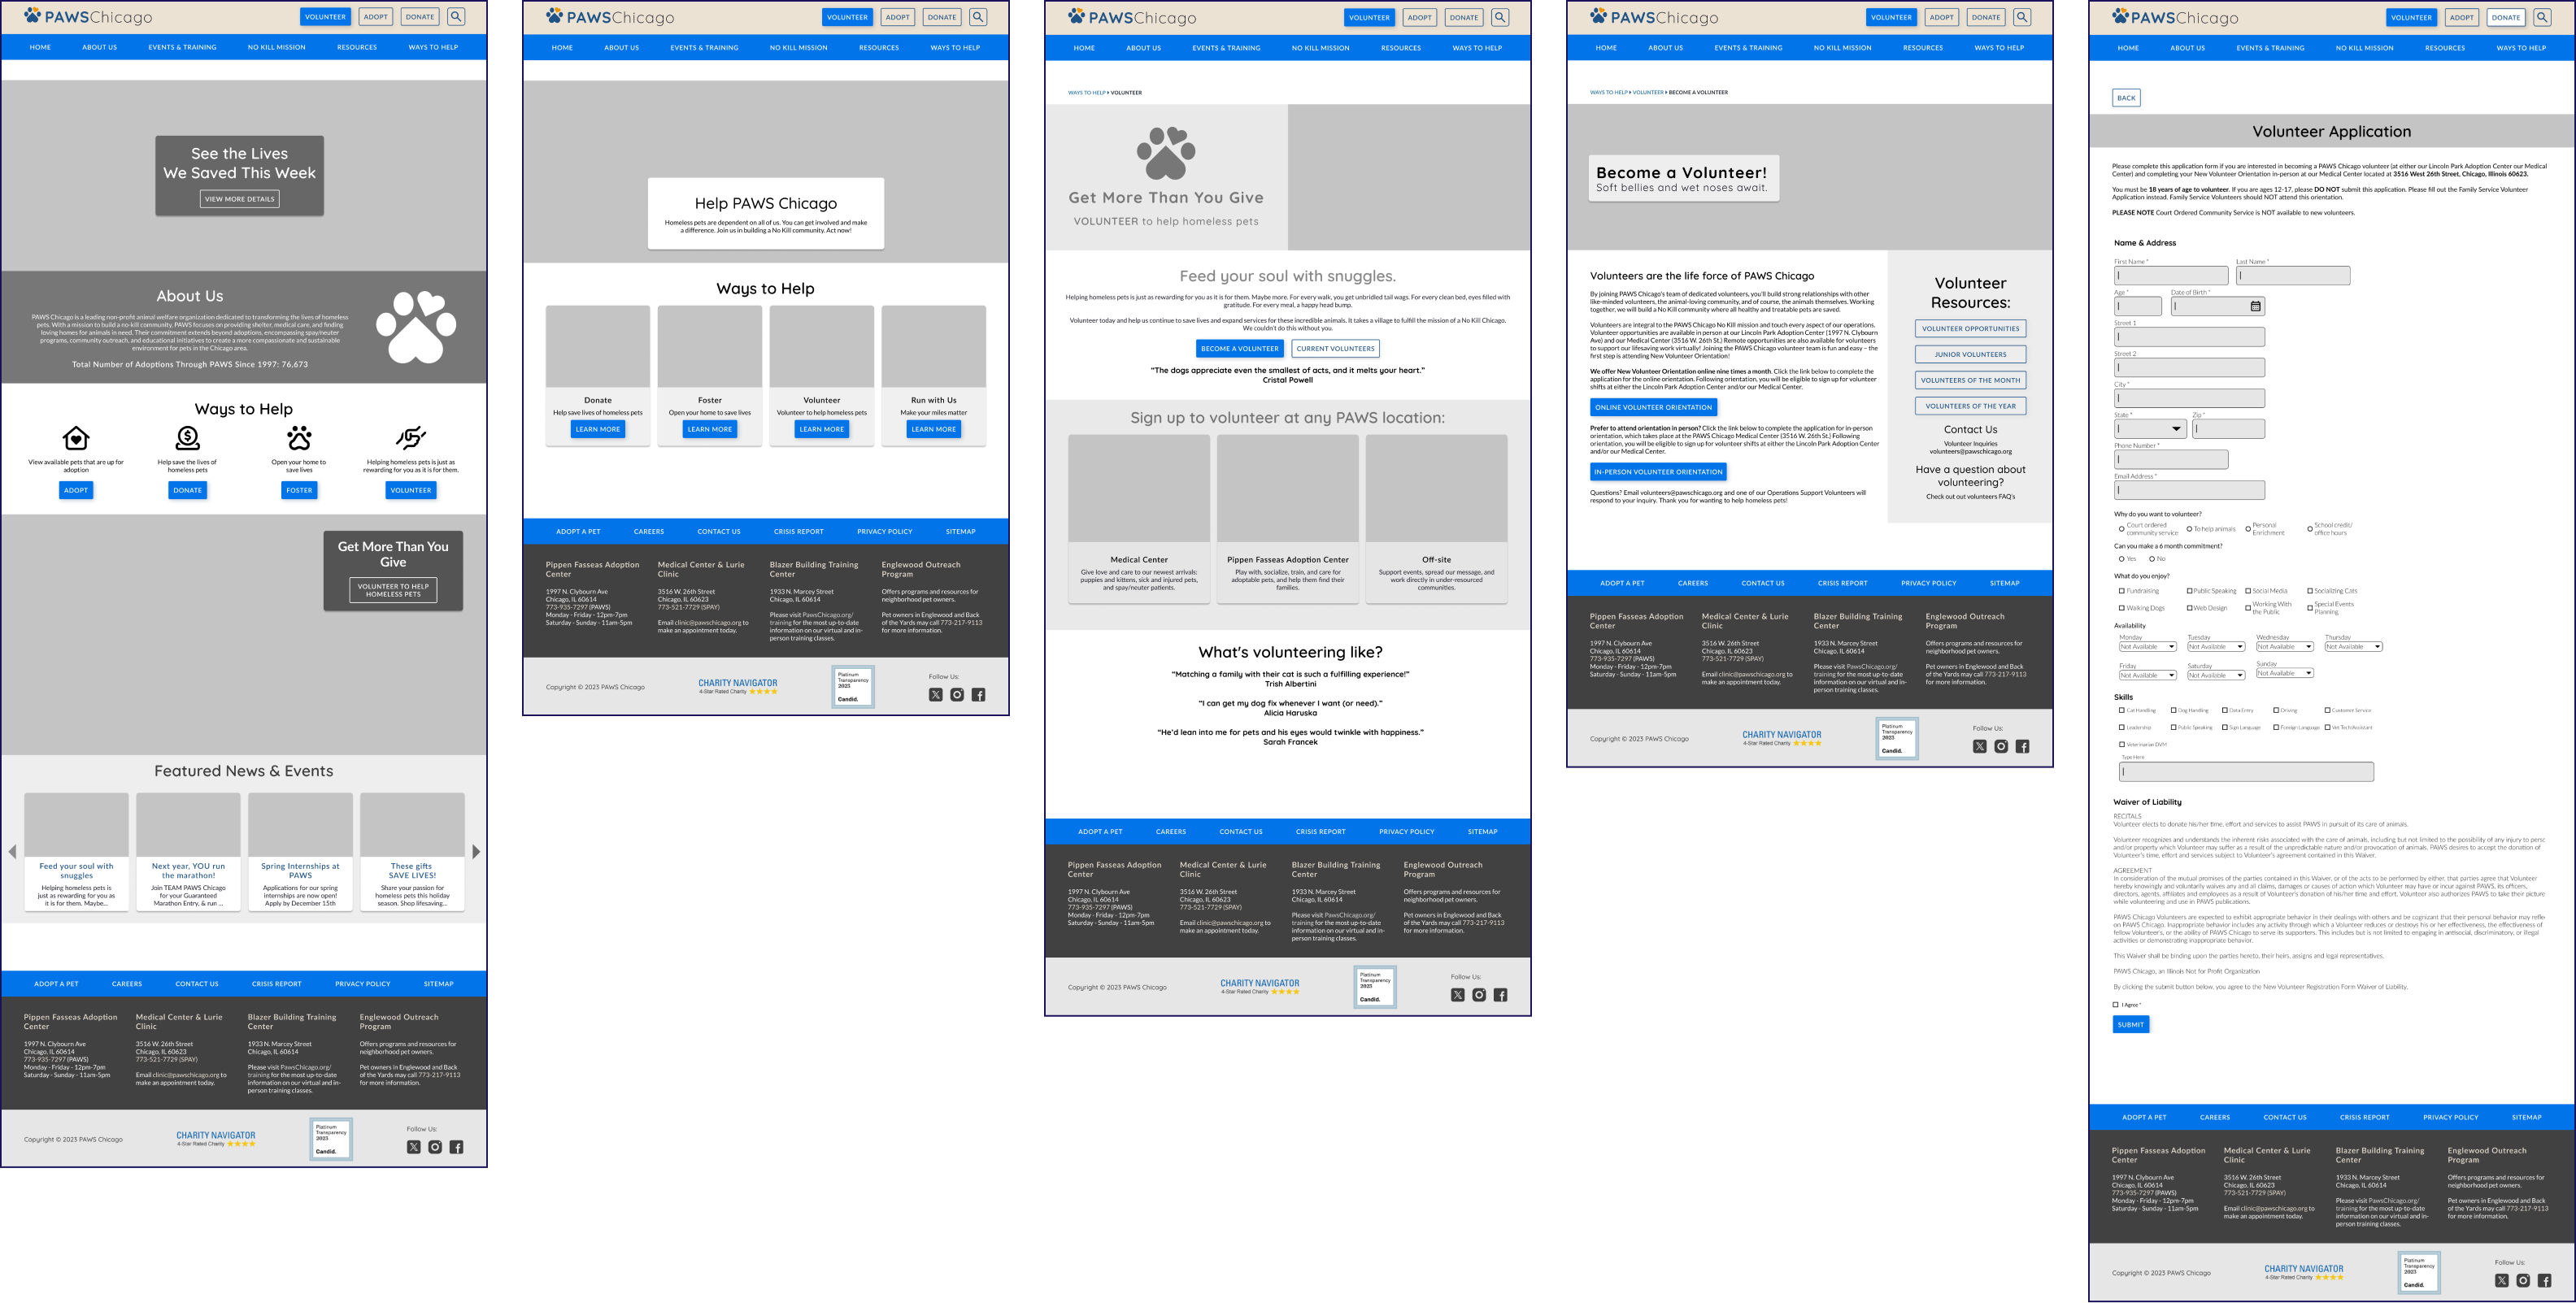 PAWSChicago
VOLUNTEER
ADOPT
DONATE
HOME
ABOUT US
EVENTS & TRAINING
NO KILL MISSION
RESOURCES
WAYS TO HELP
See the Lives
We Saved This Week
VIEW MORE DETAILS
About Us
PAWS Chicago is a leading non-profit animal welfare organization dedicated to transforming the lives of homeless
pets. With a mission to build a no-kill community, PAWS focuses on providing shelter, medical care, and finding
loving homes for animals in need. Their commitment extends beyond adoptions, encompassing spay/neuter
programs, community outreach, and educational initiatives to create a more compassionate and sustainable
environment for pets in the Chicago area.
Total Number of Adoptions Through PAWS Since 1997: 76,673
Ways to Help
View available pets that are up for
adoption
ADOPT
Help save the lives of
homeless pets
DONATE
Open your home to
save lives
FOSTER
Helping homeless pets is just as
rewarding for you as it is for them.
VOLUNTEER
Get More Than You
Give
VOLUNTEER TO HELP
HOMELESS PETS
Featured News & Events
Feed your soul with
snuggles
Helping homeless pets is
just as rewarding for you as
it is for them. Maybe...
Next year, YOU run
the marathon!
Join TEAM PAWS Chicago
for your Guaranteed
Marathon Entry, & run ...
Spring Internships at
PAWS
Applications for our spring
internships are now open!
Apply by December 15th
These gifts
SAVE LIVES!
Share your passion for
homeless pets this holiday
season. Shop lifesaving...
ADOPT A PET
CAREERS
CONTACT US
CRISIS REPORT
PRIVACY POLICY
SITEMAP
Pippen Fasseas Adoption
Center
1997 N. Clybourn Ave
Chicago, IL 60614
773-935-7297 (PAWS)
Monday - Friday - 12pm-7pm
Saturday - Sunday - 11am-5pm
Medical Center & Lurie
Clinic
3516 W. 26th Street
Chicago, IL 60623
773-521-7729 (SPAY)
Email clinic@pawschicago.org to
make an appointment today.
Blazer Building Training
Center
1933 N. Marcey Street
Chicago, IL 60614
Please visit PawsChicago.org/
training for the most up-to-date
information on our virtual and in-
person training classes.
Englewood Outreach
Program
Offers programs and resources for
neighborhood pet owners.
Pet owners in Englewood and Back
of the Yards may call 773-217-9113
for more information.
Copyright © 2023 PAWS Chicago
CHARITY NAVIGATOR
4-Star Rated Charity
Platinum
Transparency
2023
Candid.
Follow Us:
PAWSChicago
VOLUNTEER
ADOPT
DONATE
HOME
ABOUT US
EVENTS & TRAINING
NO KILL MISSION
RESOURCES
WAYS TO HELP
Help PAWS Chicago
Homeless pets are dependent on all of us. You can get involved and make
a difference. Join us in building a No Kill community. Act now!
Ways to Help
Donate
Help save lives of homeless pets
LEARN MORE
Foster
Open your home to save lives
LEARN MORE
Volunteer
Volunteer to help homeless pets
LEARN MORE
Run with Us
Make your miles matter
LEARN MORE
ADOPT A PET
CAREERS
CONTACT US
CRISIS REPORT
PRIVACY POLICY
SITEMAP
Pippen Fasseas Adoption
Center
1997 N. Clybourn Ave
Chicago, IL 60614
773-935-7297 (PAWS)
Monday - Friday - 12pm-7pm
Saturday - Sunday - 11am-5pm
Medical Center & Lurie
Clinic
3516 W. 26th Street
Chicago, IL 60623
773-521-7729 (SPAY)
Email clinic@pawschicago.org to
make an appointment today.
Blazer Building Training
Center
1933 N. Marcey Street
Chicago, IL 60614
Please visit PawsChicago.org/
training for the most up-to-date
information on our virtual and in-
person training classes.
Englewood Outreach
Program
Offers programs and resources for
neighborhood pet owners.
Pet owners in Englewood and Back
of the Yards may call 773-217-9113
for more information.
Copyright © 2023 PAWS Chicago
CHARITY NAVIGATOR
4-Star Rated Charity
Platinum
Transparency
2023
Candid.
Follow Us:
PAWSChicago
VOLUNTEER
ADOPT
DONATE
HOME
ABOUT US
EVENTS & TRAINING
NO KILL MISSION
RESOURCES
WAYS TO HELP
WAYS TO HELP VOLUNTEER
Get More Than You Give
VOLUNTEER to help homeless pets
Feed your soul with snuggles.
Helping homeless pets is just as rewarding for you as it is for them. Maybe more. For every walk, you get unbridled tail wags. For every clean bed, eyes filled with
gratitude. For every meal, a happy head bump.
Volunteer today and help us continue to save lives and expand services for these incredible animals. It takes a village to fulfill the mission of a No Kill Chicago.
We couldn't do this without you.
BECOME A VOLUNTEER
CURRENT VOLUNTEERS
“The dogs appreciate even the smallest of acts, and it melts your heart.”
Cristal Powell
Sign up to volunteer at any PAWS location:
Medical Center
Give love and care to our newest arrivals;
puppies and kittens, sick and injured pets,
and spay/neuter patients.
Pippen Fasseas Adoption Center
Play with, socialize, train, and care for
adoptable pets, and help them find their
families.
Off-site
Support events, spread our message, and
work directly in under-resourced
communities.
What's volunteering like?
“Matching a family with their cat is such a fulfilling experience!”
Trish Albertini
“I can get my dog fix whenever I want (or need).”
Alicia Haruska
“He'd lean into me for pets and his eyes would twinkle with happiness.”
Sarah Francek
ADOPT A PET
CAREERS
CONTACT US
CRISIS REPORT
PRIVACY POLICY
SITEMAP
Pippen Fasseas Adoption
Center
1997 N. Clybourn Ave
Chicago, IL 60614
773-935-7297 (PAWS)
Monday - Friday - 12pm-7pm
Saturday - Sunday - 11am-5pm
Medical Center & Lurie
Clinic
3516 W. 26th Street
Chicago, IL 60623
773-521-7729 (SPAY)
Email clinic@pawschicago.org to
make an appointment today.
Blazer Building Training
Center
1933 N. Marcey Street
Chicago, IL 60614
Please visit PawsChicago.org/
training for the most up-to-date
information on our virtual and in-
person training classes.
Englewood Outreach
Program
Offers programs and resources for
neighborhood pet owners.
Pet owners in Englewood and Back
of the Yards may call 773-217-9113
for more information.
Copyright © 2023 PAWS Chicago
CHARITY NAVIGATOR
4-Star Rated Charity
Platinum
Transparency
2023
Candid.
Follow Us:
PAWSChicago
VOLUNTEER
ADOPT
DONATE
HOME
ABOUT US
EVENTS & TRAINING
NO KILL MISSION
RESOURCES
WAYS TO HELP
WAYS TO HELP VOLUNTEER BECOME A VOLUNTEER
Become a Volunteer!
Soft bellies and wet noses await.
Volunteers are the life force of PAWS Chicago
By joining PAWS Chicago's team of dedicated volunteers, you'll build strong relationships with other
like-minded volunteers, the animal-loving community, and of course, the animals themselves. Working
together, we will build a No Kill community where all healthy and treatable pets are saved.
Volunteers are integral to the PAWS Chicago No Kill mission and touch every aspect of our operations.
Volunteer opportunities are available in person at our Lincoln Park Adoption Center (1997 N. Clybourn
Ave) and our Medical Center (3516 W. 26th St.) Remote opportunities are also available for volunteers
to support our lifesaving work virtually! Joining the PAWS Chicago volunteer team is fun and easy – the
first step is attending New Volunteer Orientation!
We offer New Volunteer Orientation online nine times a month. Click the link below to complete the
application for the online orientation. Following orientation, you will be eligible to sign up for volunteer
shifts at either the Lincoln Park Adoption Center and/or our Medical Center.
ONLINE VOLUNTEER ORIENTATION
Prefer to attend orientation in person? Click the link below to complete the application for in-person
orientation, which takes place at the PAWS Chicago Medical Center (3516 W. 26th St.) Following
orientation, you will be eligible to sign up for volunteer shifts at either the Lincoln Park Adoption Center
and/or our Medical Center.
IN-PERSON VOLUNTEER ORIENTATION
Questions? Email volunteers@pawschicago.org and one of our Operations Support Volunteers will
respond to your inquiry. Thank you for wanting to help homeless pets!
Volunteer
Resources:
VOLUNTEER OPPORTUNITIES
JUNIOR VOLUNTEERS
VOLUNTEERS OF THE MONTH
VOLUNTEERS OF THE YEAR
Contact Us
Volunteer Inquiries
volunteers@pawschicago.org
Have a question about
volunteering?
Check out out volunteers FAQ's
ADOPT A PET
CAREERS
CONTACT US
CRISIS REPORT
PRIVACY POLICY
SITEMAP
Pippen Fasseas Adoption
Center
1997 N. Clybourn Ave
Chicago, IL 60614
773-935-7297 (PAWS)
Monday - Friday - 12pm-7pm
Saturday - Sunday - 11am-5pm
Medical Center & Lurie
Clinic
3516 W. 26th Street
Chicago, IL 60623
773-521-7729 (SPAY)
Email clinic@pawschicago.org to
make an appointment today.
Blazer Building Training
Center
1933 N. Marcey Street
Chicago, IL 60614
Please visit PawsChicago.org/
training for the most up-to-date
information on our virtual and in-
person training classes.
Englewood Outreach
Program
Offers programs and resources for
neighborhood pet owners.
Pet owners in Englewood and Back
of the Yards may call 773-217-9113
for more information.
Copyright © 2023 PAWS Chicago
CHARITY NAVIGATOR
4-Star Rated Charity
Platinum
Transparency
2023
Candid.
Follow Us:
PAWSChicago
VOLUNTEER
ADOPT
DONATE
HOME
ABOUT US
EVENTS & TRAINING
NO KILL MISSION
RESOURCES
WAYS TO HELP
BACK
Volunteer Application
Please complete this application form if you are interested in becoming a PAWS Chicago volunteer (at either our Lincoln Park Adoption Center our Medical
Center) and completing your New Volunteer Orientation in-person at our Medical Center located at 3516 West 26th Street, Chicago, Illinois 60623.
You must be 18 years of age to volunteer. If you are ages 12-17, please DO NOT submit this application. Please fill out the Family Service Volunteer
Application instead. Family Service Volunteers should NOT attend this orientation.
PLEASE NOTE Court Ordered Community Service is NOT available to new volunteers.
Name & Address
First Name *
Last Name *
Age *
Date of Birth *
Street 1
Street 2
City *
State *
Zip *
Phone Number *
Email Address *
Why do you want to volunteer?
Court ordered
community service
To help animals
Personal
Enrichment
School credit/
office hours
Can you make a 6 month commitment?
Yes
No
What do you enjoy?
Fundraising
Public Speaking
Social Media
Socializing Cats
Walking Dogs
Web Design
Working With
the Public
Special Events
Planning
Availability
Monday
Not Available
Tuesday
Not Available
Wednesday
Not Available
Thursday
Not Available
Friday
Not Available
Saturday
Not Available
Sunday
Not Available
Skills
Cat Handling
Dog Handling
Data Entry
Driving
Customer Service
Leadership
Public Speaking
Sign Language
Foreign Language
Vet Tech/Assistant
Veterinarian DVM
Type Here
Waiver of Liability
RECITALS
Volunteer elects to donate his/her time, effort and services to assist PAWS in pursuit of its care of animals.
Volunteer recognizes and understands the inherent risks associated with the care of animals, including but not limited to the possibility of any injury to persc
and/or property which Volunteer may suffer as a result of the unpredictable nature and/or provocation of animals. PAWS desires to accept the donation of
Volunteer's time, effort and services subject to Volunteer's agreement contained in this Waiver.
AGREEMENT
In consideration of the mutual promises of the parties contained in this Waiver, or of the acts to be performed by either, that parties agree that Volunteer
hereby knowingly and voluntarily waives any and all claims, damages or causes of action which Volunteer may have or incur against PAWS, its officers,
directors, agents, affiliates and employees as a result of Volunteer's donation of his/her time and effort. Volunteer also authorizes PAWS to take their picture
while volunteering and use in PAWS publications.
PAWS Chicago Volunteers are expected to exhibit appropriate behavior in their dealings with others and be cognizant that their personal behavior may refle
on PAWS Chicago. Inappropriate behavior includes any activity through which a Volunteer reduces or destroys his or her effectiveness, the effectiveness of
fellow Volunteer's, or the ability of PAWS Chicago to serve its supporters. This includes but is not limited to engaging in antisocial, discriminatory, or illegal
activities or demonstrating inappropriate behavior.
This Waiver shall be binding upon the parties hereto, their heirs, assigns and legal representatives.
PAWS Chicago, an Illinois Not for Profit Organization
By clicking the submit button below, you agree to the New Volunteer Registration Form Waiver of Liability.
I Agree *
SUBMIT
ADOPT A PET
CAREERS
CONTACT US
CRISIS REPORT
PRIVACY POLICY
SITEMAP
Pippen Fasseas Adoption
Center
1997 N. Clybourn Ave
Chicago, IL 60614
773-935-7297 (PAWS)
Monday - Friday - 12pm-7pm
Saturday - Sunday - 11am-5pm
Medical Center & Lurie
Clinic
3516 W. 26th Street
Chicago, IL 60623
773-521-7729 (SPAY)
Email clinic@pawschicago.org to
make an appointment today.
Blazer Building Training
Center
1933 N. Marcey Street
Chicago, IL 60614
Please visit PawsChicago.org/
training for the most up-to-date
information on our virtual and in-
person training classes.
Englewood Outreach
Program
Offers programs and resources for
neighborhood pet owners.
Pet owners in Englewood and Back
of the Yards may call 773-217-9113
for more information.
Copyright © 2023 PAWS Chicago
CHARITY NAVIGATOR
4-Star Rated Charity
Platinum
Transparency
2023
Candid.
Follow Us: